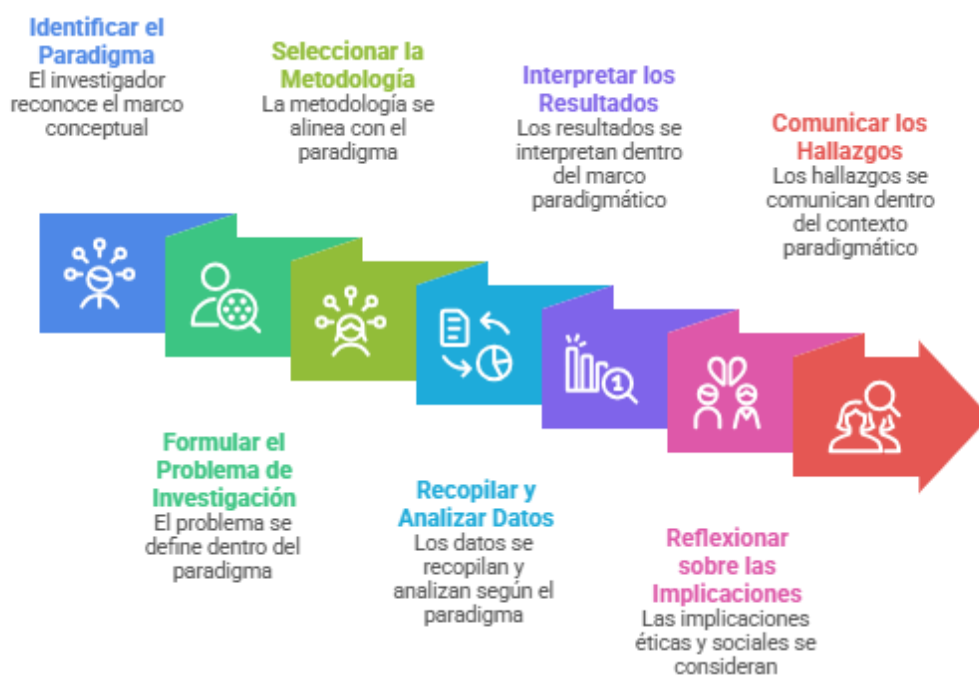 Identificar el
Paradigma
El investigador
reconoce el marco
conceptual
Formular el
Problema de
Investigación
El problema se
define dentro del
paradigma
Seleccionar la
Metodología
La metodología se
alinea con el
paradigma
Recopilar y
Analizar Datos
Los datos se
recopilan y
analizan según el
paradigma
Interpretar los
Resultados
Los resultados se
interpretan dentro
del marco
paradigmático
1
Reflexionar
sobre las
Implicaciones
Las implicaciones
éticas y sociales se
consideran
Comunicar los
Hallazgos
Los hallazgos se
comunican dentro
del contexto
paradigmático